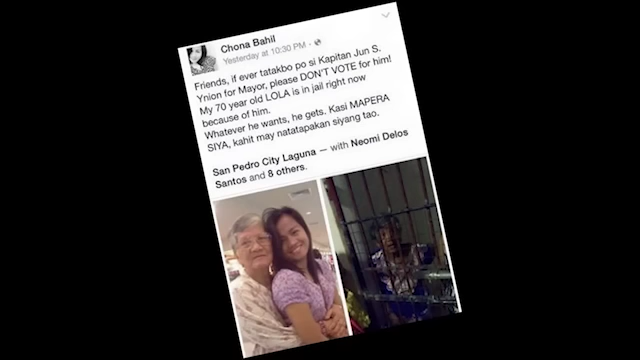 Chona Bahil
Yesterday at 10:30 PM ·
Friends, if ever tatakbo po si Kapitan Jun S.
Ynion for Mayor, please DON'T VOTE for him!
My 70 year old LOLA is in jail right now
because of him.
Whatever he wants, he gets. Kasi MAPERA
SIYA, kahit may natatapakan siyang tao.
San Pedro City Laguna — with Neomi Delos
Santos and 8 others.